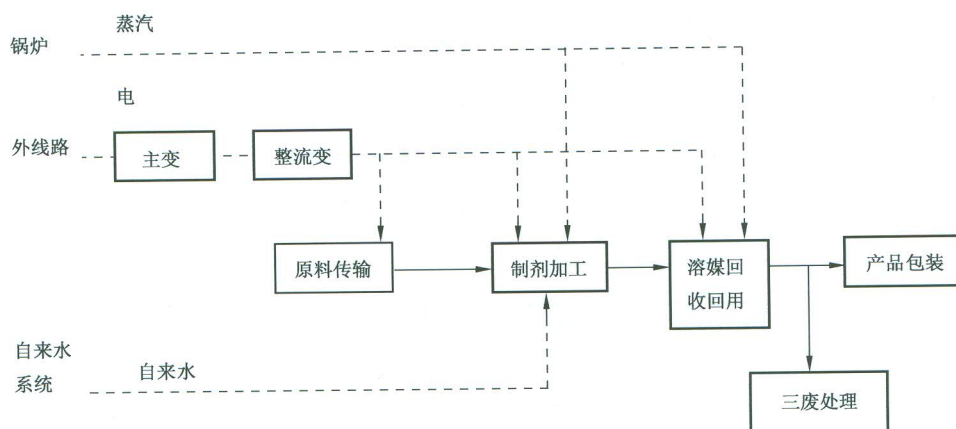 蒸汽
锅炉
电
外线路
主变
整流变
原料传输
制剂加工
溶媒回
收回用
产品包装
自来水
系统
自来水
三废处理